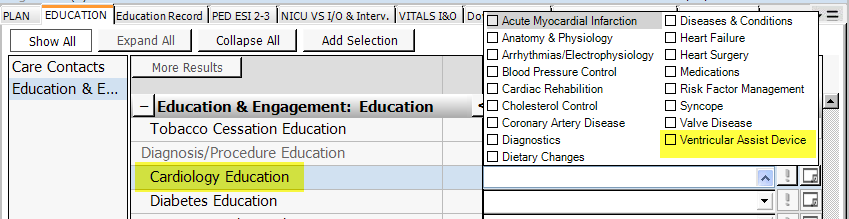 PLAN EDUCATION Education Record PED ESI 2-3 NICU VS I/O & Interv. VITALS I&O Do
Show All Expand All Collapse All Add Selection
Care Contacts
Education & E...
More Results
Education & Engagement: Education
Tobacco Cessation Education
Diagnosis/Procedure Education
Cardiology Education
Diabetes Education
Acute Myocardial Infarction
Anatomy & Physiology
Arrhythmias/Electrophysiology
Blood Pressure Control
Cardiac Rehabilition
Cholesterol Control
Coronary Artery Disease
Diagnostics
Dietary Changes
Diseases & Conditions
Heart Failure
Heart Surgery
Medications
Risk Factor Management
Syncope
Valve Disease
Ventricular Assist Device